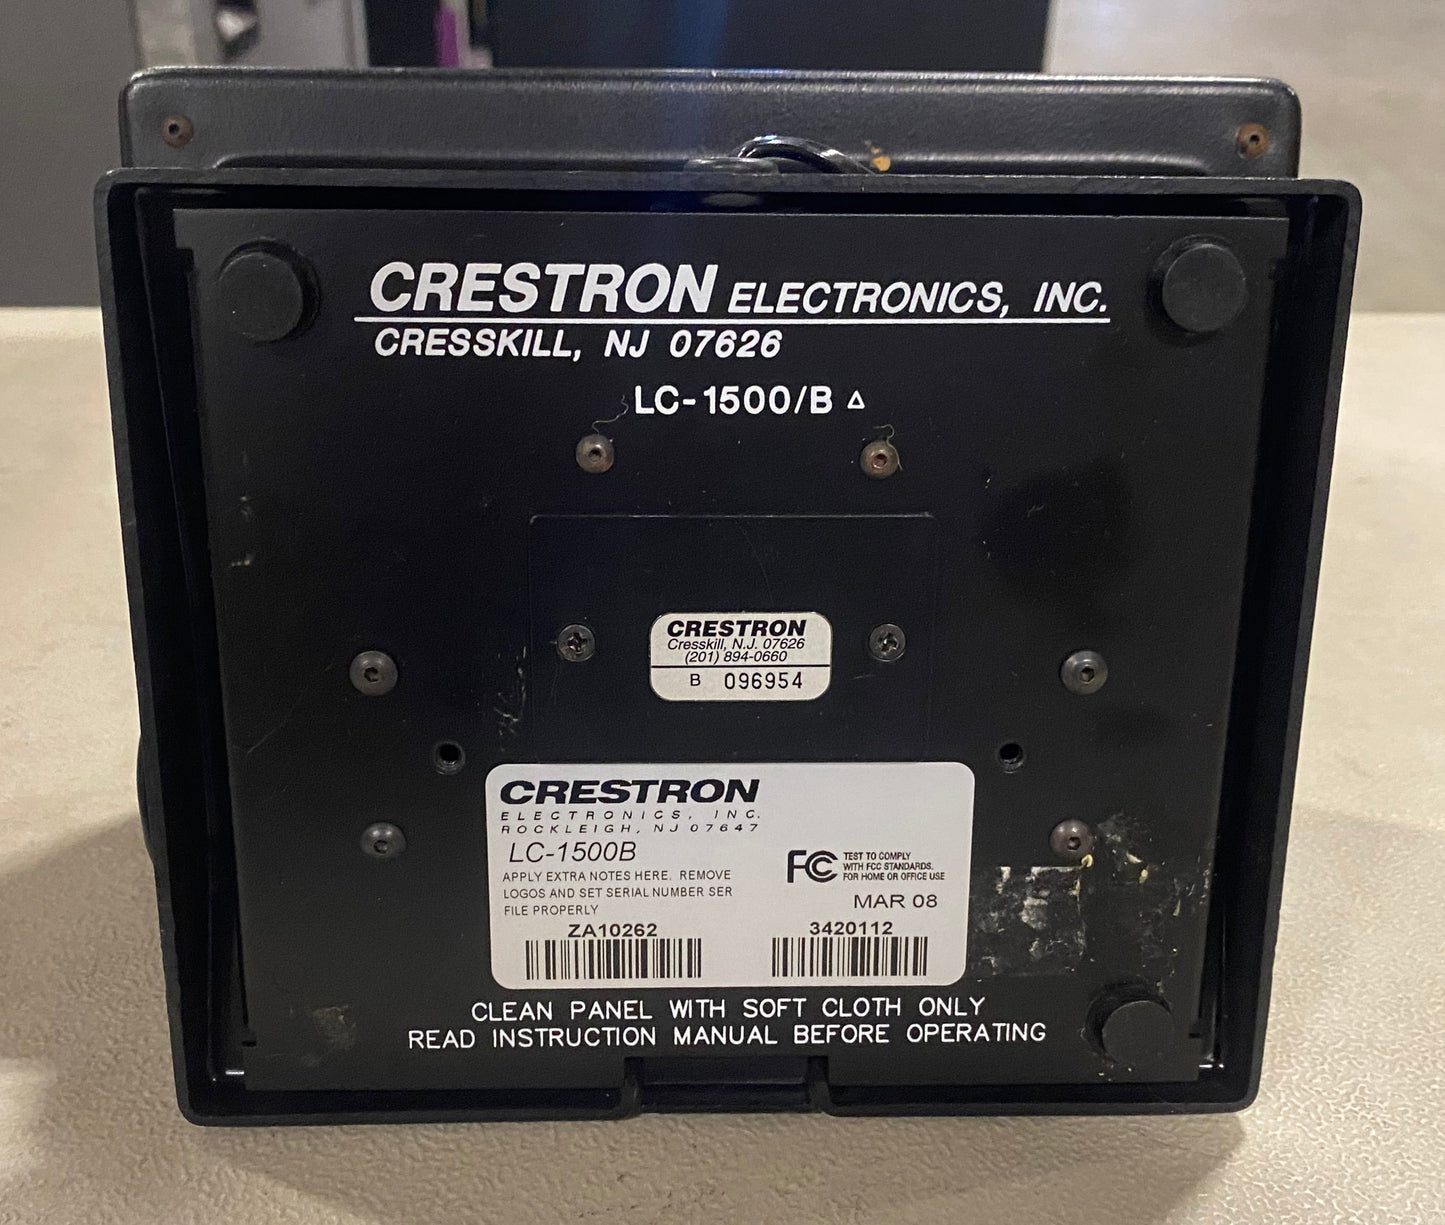 CRESTRON ELECTRONICS, INC.
CRESSKILL, NJ 07626
LC-1500/B △
CRESTRON
Cresskill, N.J. 07626
(201) 894-0660
B 096954
CRESTRON
ELECTRONICS, INC.
ROCKLEIGH, NJ 07647
LC-1500B
APPLY EXTRA NOTES HERE. REMOVE
LOGOS AND SET SERIAL NUMBER SER
FILE PROPERLY
FC TEST TO COMPLY
WITH FCC STANDARDS.
FOR HOME OR OFFICE USE
MAR 08
ZA10262 3420112
CLEAN PANEL WITH SOFT CLOTH ONLY
READ INSTRUCTION MANUAL BEFORE OPERATING